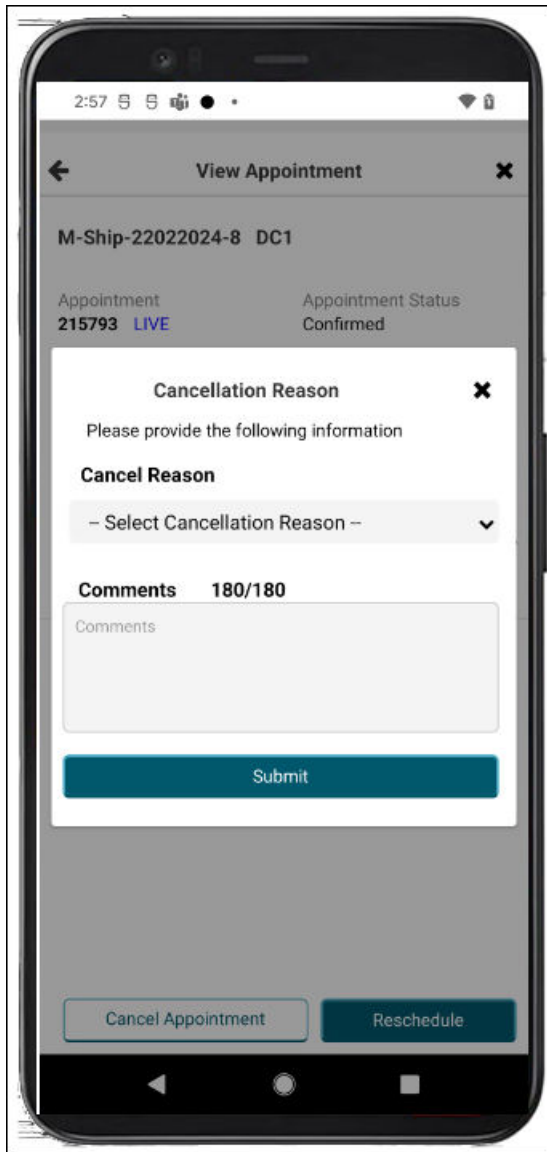 2:57
View Appointment
M-Ship-22022024-8 DC1
Appointment Appointment Status
215793 LIVE Confirmed
Cancellation Reason
Please provide the following information
Cancel Reason
-- Select Cancellation Reason --
Comments 180/180
Comments
Submit
Cancel Appointment Reschedule